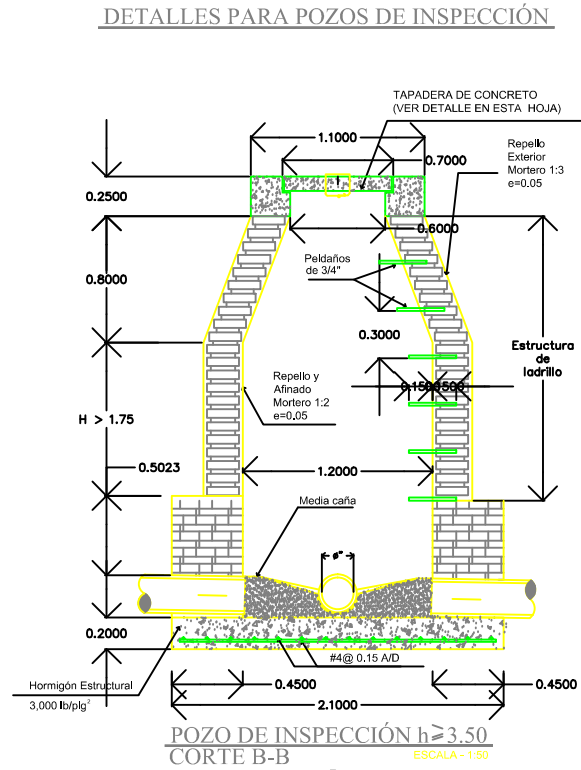 DETALLES PARA POZOS DE INSPECCIÓN
TAPADERA DE CONCRETO
(VER DETALLE EN ESTA HOJA)
1.1000
0.7000
Repello
Exterior
Mortero 1:3
e=0.05
0.2500
0.6000
Peldaños
de 3/4"
0.8000
0.3000
Estructura
de
ladrillo
Repello y
Afinado
Mortero 1:2
e=0.05
0.1500
H > 1.75
0.5023
1.2000
Media caña
ø"
0.2000
#4@ 0.15 A/D
Hormigón Estructural
3,000 lb/plg²
0.4500
0.4500
2.1000
POZO DE INSPECCIÓN h≥3.50
CORTE B-B
ESCALA - 1:50